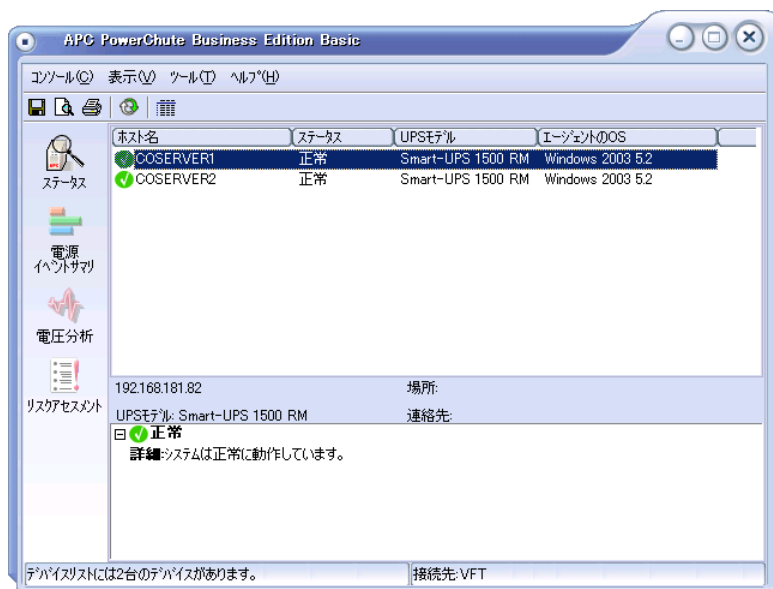 APC PowerChute Business Edition Basic
コンソール(C) 表示(V) ツール(T) ヘルプ(H)
ホスト名 ステータス UPSモデル エージェントのOS
COSERVER1 正常 Smart-UPS 1500 RM Windows 2003 5.2
COSERVER2 正常 Smart-UPS 1500 RM Windows 2003 5.2
ステータス
電源
イベントサマリ
電圧分析
リスクアセスメント
192.168.181.82 場所:
UPSモデル: Smart-UPS 1500 RM 連絡先:
正常
詳細:システムは正常に動作しています。
デバイスリストには2台のデバイスがあります。 接続先:VFT